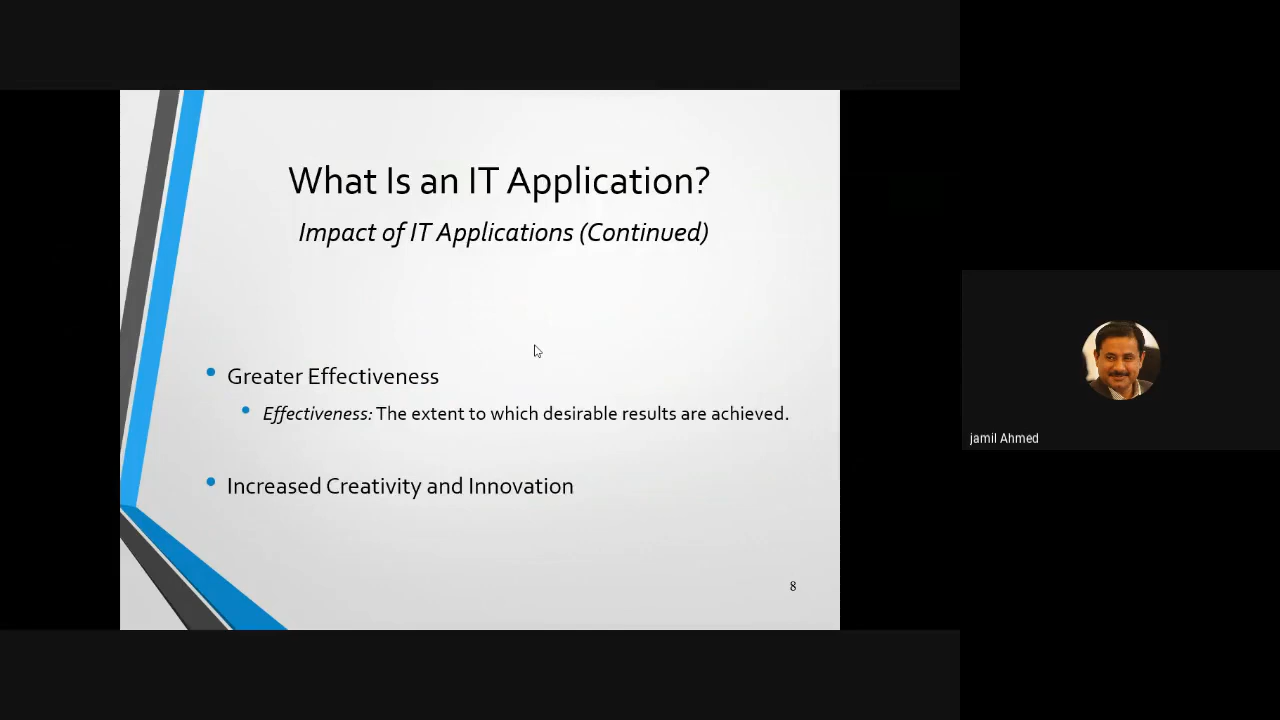 What Is an IT Application?
Impact of IT Applications (Continued)
• Greater Effectiveness
• Effectiveness: The extent to which desirable results are achieved.
• Increased Creativity and Innovation
8
jamil Ahmed